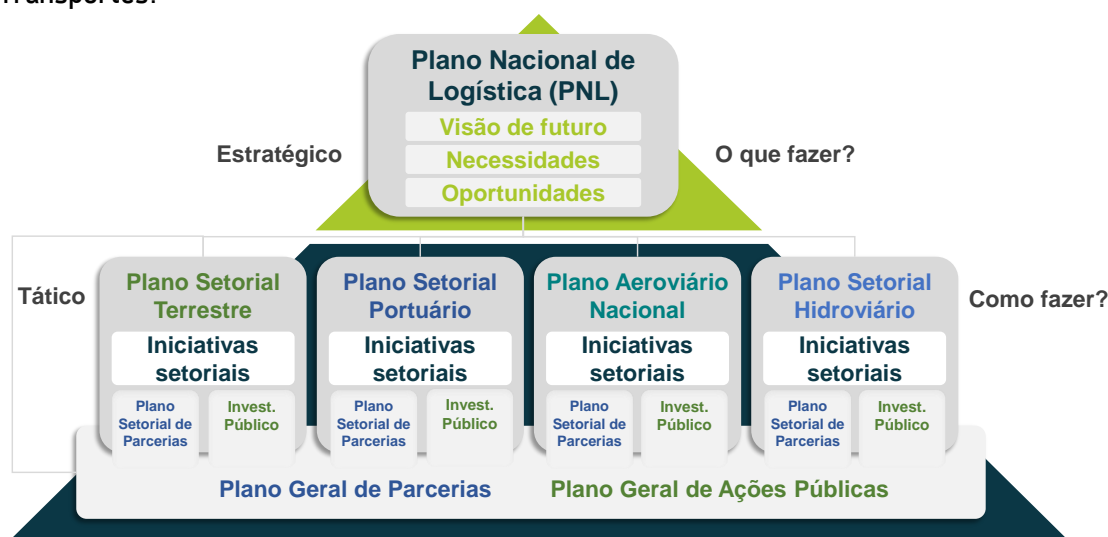 Transportes.
Plano Nacional de
Logística (PNL)
Visão de futuro
Estratégico
Necessidades
O que fazer?
Oportunidades
Tático
Plano Setorial
Terrestre
Iniciativas
setoriais
Plano
Setorial de
Parcerias
Invest.
Público
Plano Setorial
Portuário
Iniciativas
setoriais
Plano
Setorial de
Parcerias
Invest.
Público
Plano Aeroviário
Nacional
Iniciativas
setoriais
Plano
Setorial de
Parcerias
Invest.
Público
Plano Setorial
Hidroviário
Iniciativas
setoriais
Plano
Setorial de
Parcerias
Invest.
Público
Como fazer?
Plano Geral de Parcerias
Plano Geral de Ações Públicas